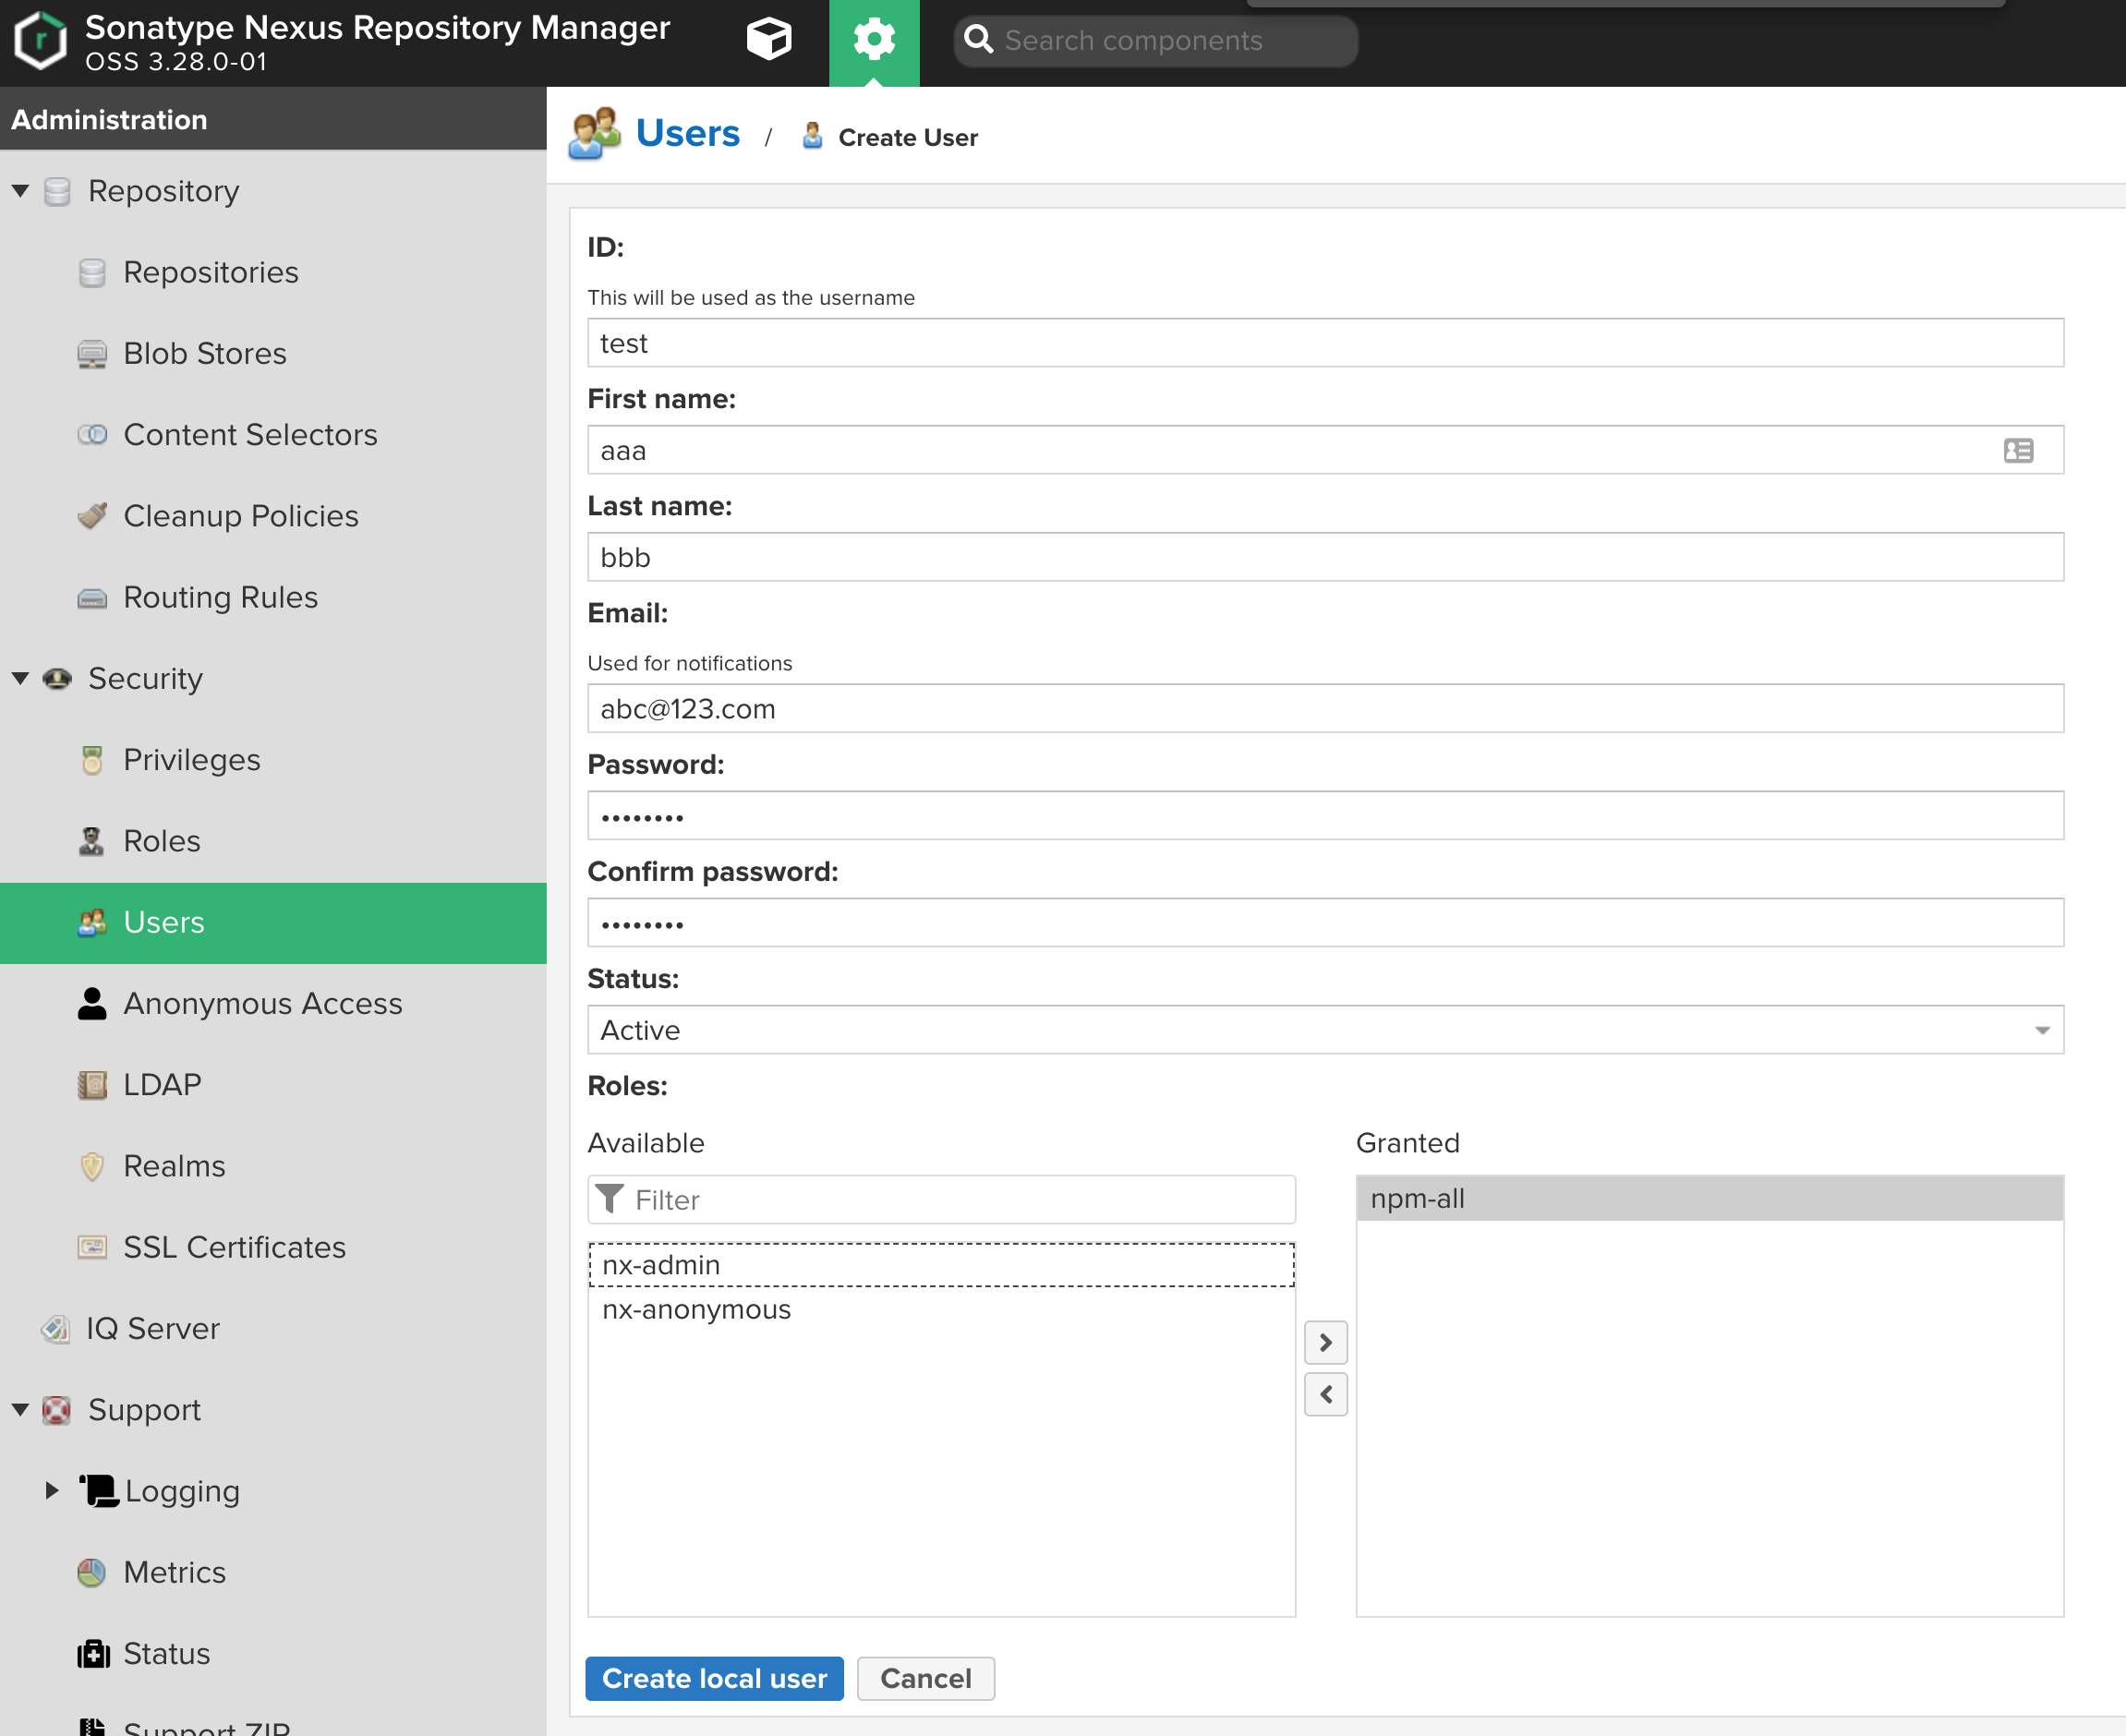 Sonatype Nexus Repository Manager
OSS 3.28.0-01
Search components
Administration
Repository
Repositories
Blob Stores
Content Selectors
Cleanup Policies
Routing Rules
Security
Privileges
Roles
Users
Anonymous Access
LDAP
Realms
SSL Certificates
IQ Server
Support
Logging
Metrics
Status
Support ZIP
Users / Create User
ID:
This will be used as the username
test
First name:
aaa
Last name:
bbb
Email:
Used for notifications
abc@123.com
Password:
••••••••
Confirm password:
••••••••
Status:
Active
Roles:
Available
Filter
nx-admin
nx-anonymous
Granted
npm-all
Create local user
Cancel